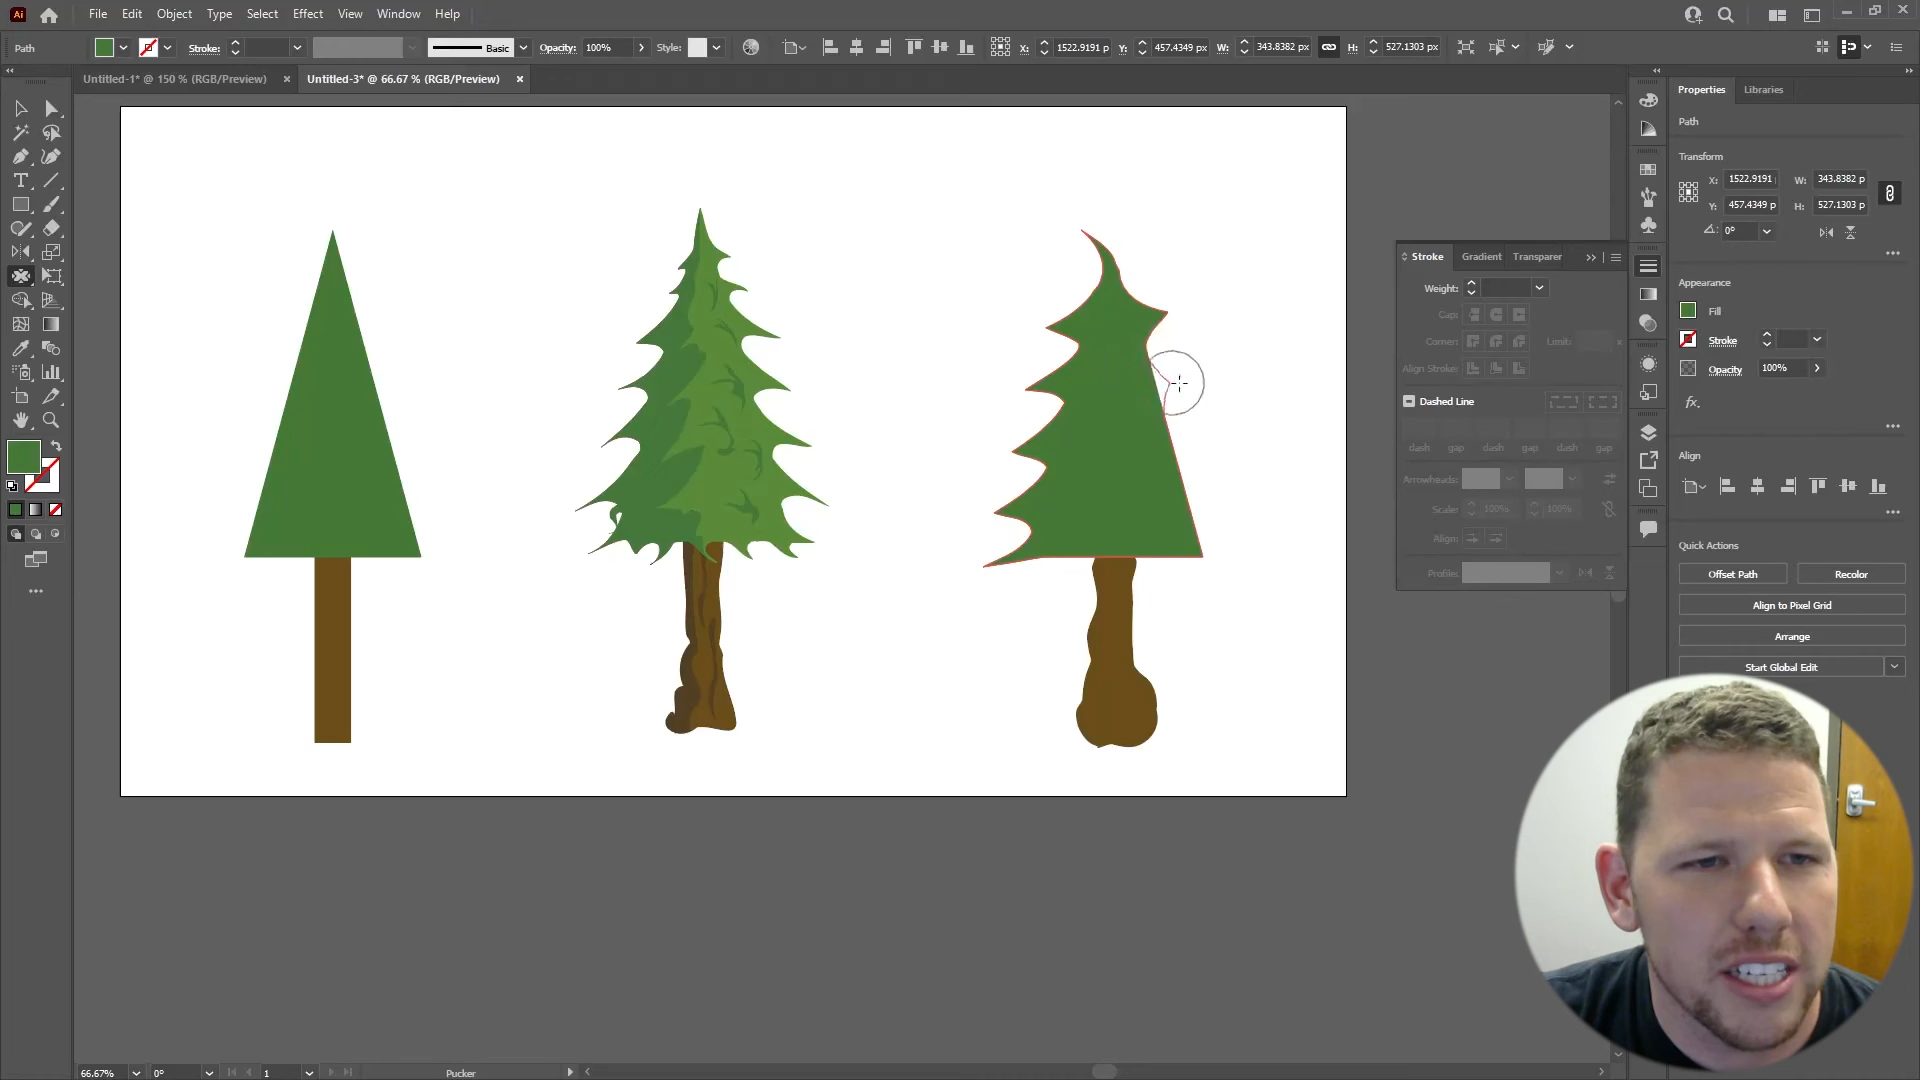 Ai File Edit Object Type Select Effect View Window Help
Path Stroke: Basic Opacity: 100% Style: X: 1522.9191 p Y: 457.4349 px W: 343.8382 px H: 527.1303 px
Untitled-1* @ 150 % (RGB/Preview) × Untitled-3* @ 66.67 % (RGB/Preview) ×
Properties Libraries
Path
Transform
X: 1522.9191 W: 343.8382 p
Y: 457.4349 p H: 527.1303 p
0°
Appearance
Fill
Stroke
Opacity 100%
fx.
Align
Quick Actions
Offset Path Recolor
Align to Pixel Grid
Arrange
Start Global Edit
Stroke Gradient Transparer
Weight:
Cap:
Corner: Limit: x
Align Stroke:
Dashed Line
dash gap dash gap dash gap
Arrowheads:
Scale: 100% 100%
Align:
Profile:
66.67% 0° 1 Pucker